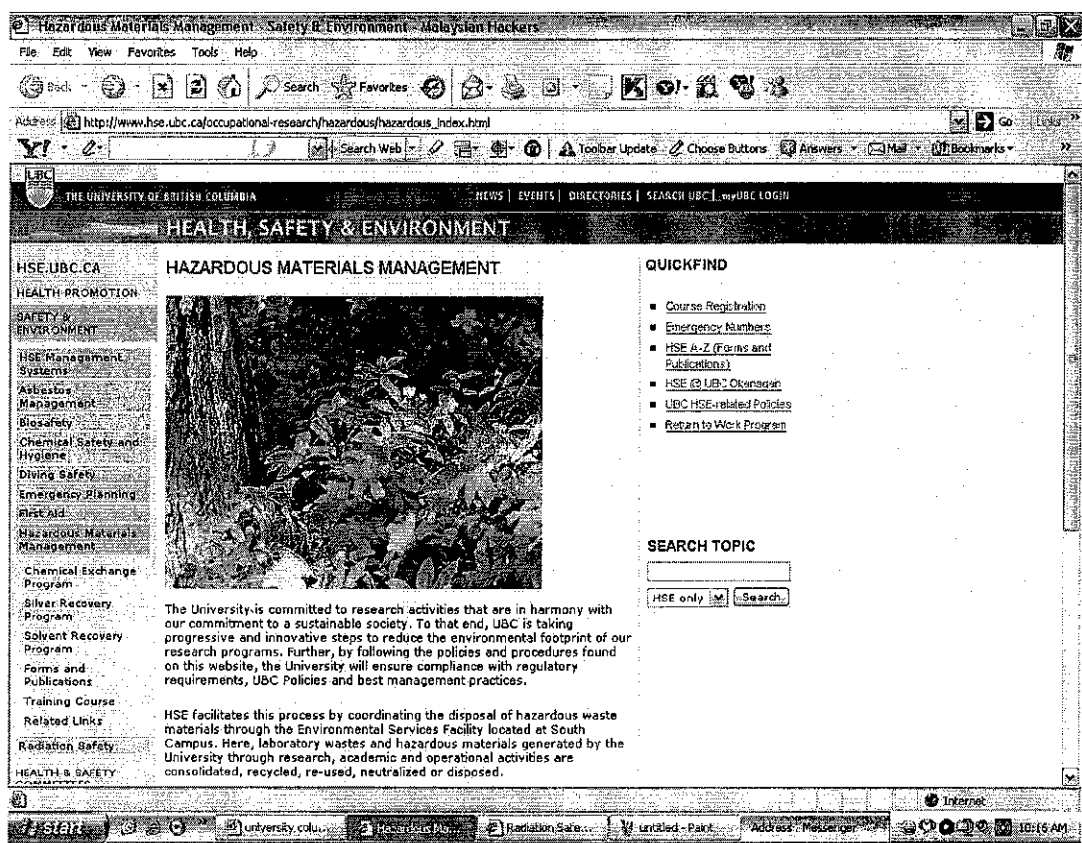 Hazardous Materials Management - Safety & Environment - Malaysian Hackers
File Edit View Favorites Tools Help
Back Search Favorites
Address http://www.hse.ubc.ca/occupational-research/hazardous/hazardous_index.html Go Links
Y! Search Web Toolbar Update Choose Buttons Answers Mail Bookmarks
UBC
THE UNIVERSITY OF BRITISH COLUMBIA NEWS | EVENTS | DIRECTORIES | SEARCH UBC | myUBC LOGIN
HEALTH, SAFETY & ENVIRONMENT
HSE.UBC.CA
HEALTH PROMOTION
SAFETY &
ENVIRONMENT
HSE Management
Systems
Asbestos
Management
Biosafety
Chemical Safety and
Hygiene
Diving Safety
Emergency Planning
First Aid
Hazardous Materials
Management
Chemical Exchange
Program
Silver Recovery
Program
Solvent Recovery
Program
Forms and
Publications
Training Course
Related Links
Radiation Safety
HEALTH & SAFETY
COMMITTEES
HAZARDOUS MATERIALS MANAGEMENT
The University is committed to research activities that are in harmony with
our commitment to a sustainable society. To that end, UBC is taking
progressive and innovative steps to reduce the environmental footprint of our
research programs. Further, by following the policies and procedures found
on this website, the University will ensure compliance with regulatory
requirements, UBC Policies and best management practices.
HSE facilitates this process by coordinating the disposal of hazardous waste
materials through the Environmental Services Facility located at South
Campus. Here, laboratory wastes and hazardous materials generated by the
University through research, academic and operational activities are
consolidated, recycled, re-used, neutralized or disposed.
QUICKFIND
Course Registration
Emergency Numbers
HSE A-Z (Forms and
Publications)
HSE @ UBC Okanagan
UBC HSE-related Policies
Return to Work Program
SEARCH TOPIC
HSE only Search
Internet
start university colu... Hazardous Ma... Radiation Safe... untitled - Paint Address Messenger 10:16 AM